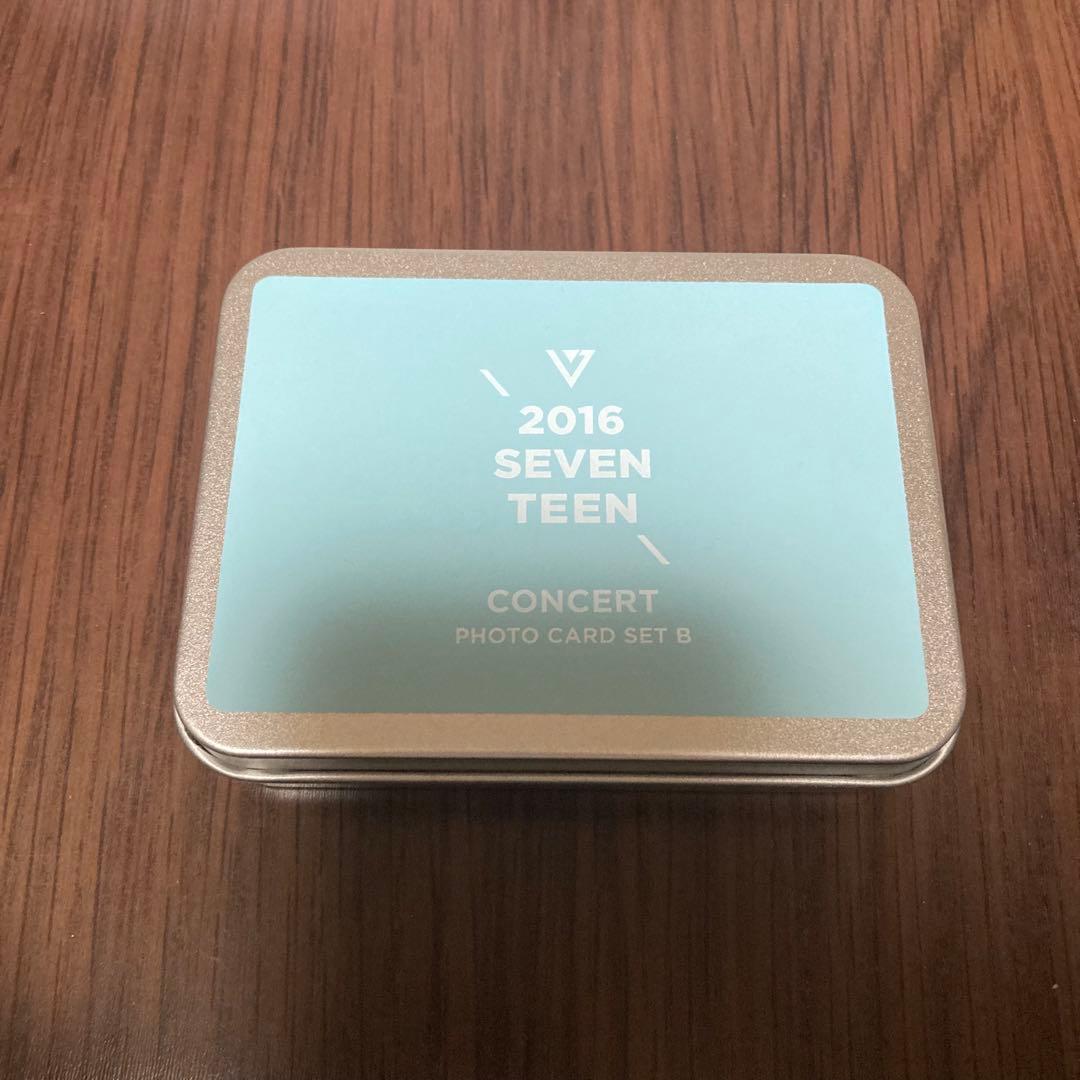 2016
SEVEN
TEEN
CONCERT
PHOTO CARD SET B